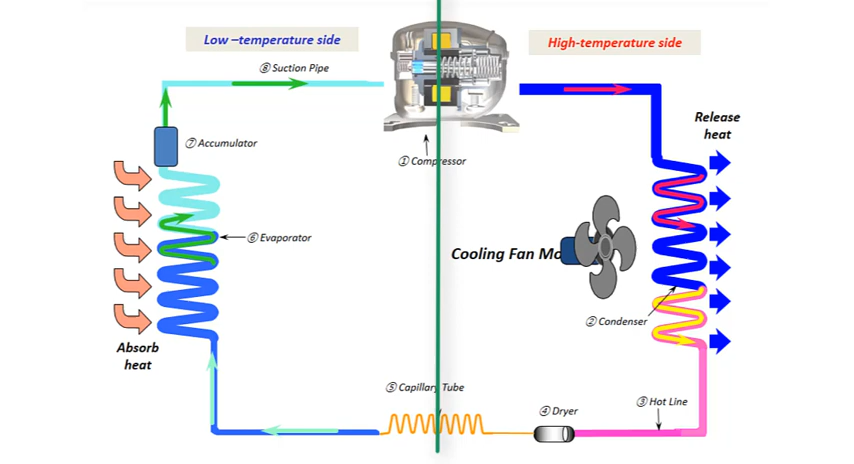 Low –temperature side
High-temperature side
⑧ Suction Pipe
Release
heat
⑦ Accumulator
① Compressor
⑥ Evaporator
Cooling Fan Mo
② Condenser
Absorb
heat
⑤ Capillary Tube
④ Dryer
③ Hot Line